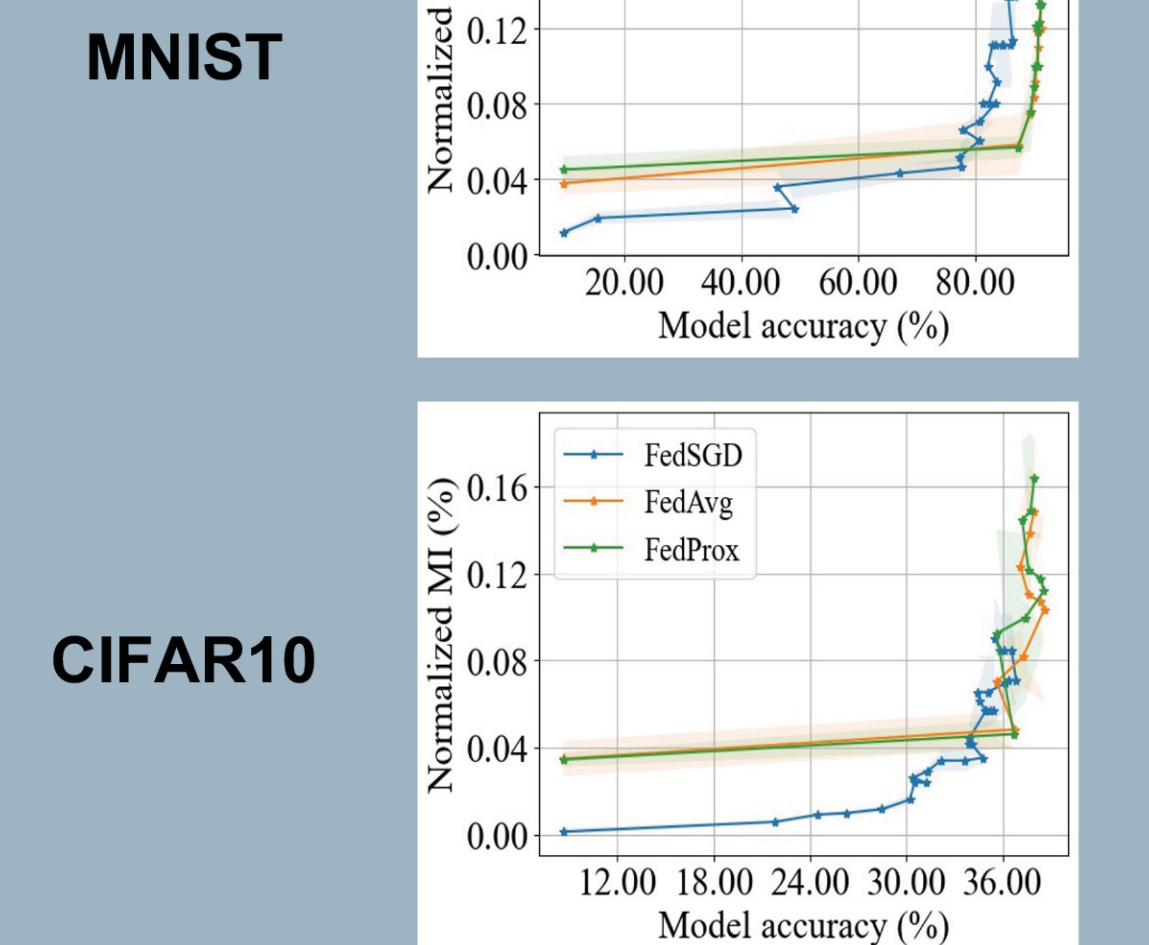 MNIST
Normalized
0.12
0.08
0.04
0.00
20.00 40.00 60.00 80.00
Model accuracy (%)
CIFAR10
Normalized MI (%)
FedSGD
FedAvg
FedProx
0.16
0.12
0.08
0.04
0.00
12.00 18.00 24.00 30.00 36.00
Model accuracy (%)